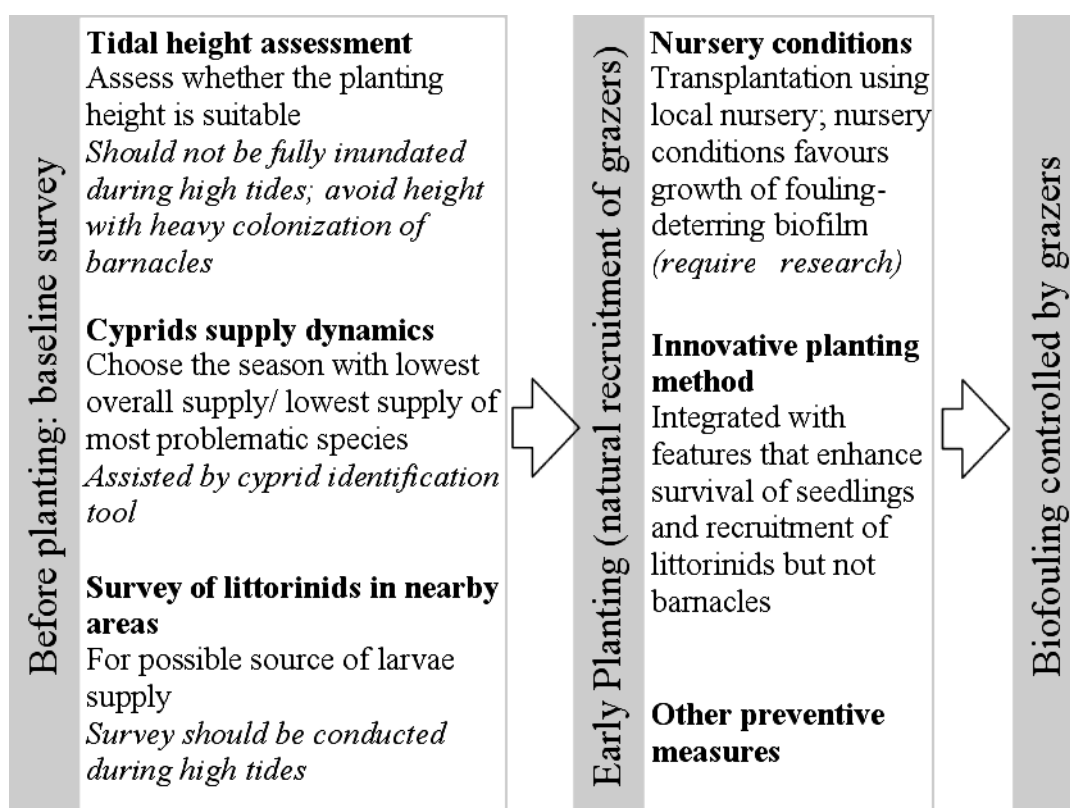 Before planting: baseline survey
Tidal height assessment
Assess whether the planting
height is suitable
Should not be fully inundated
during high tides; avoid height
with heavy colonization of
barnacles
Cyprids supply dynamics
Choose the season with lowest
overall supply/ lowest supply of
most problematic species
Assisted by cyprid identification
tool
Survey of littorinids in nearby
areas
For possible source of larvae
supply
Survey should be conducted
during high tides
Early Planting (natural recruitment of grazers)
Nursery conditions
Transplantation using
local nursery; nursery
conditions favours
growth of fouling-
deterring biofilm
(require research)
Innovative planting
method
Integrated with
features that enhance
survival of seedlings
and recruitment of
littorinids but not
barnacles
Other preventive
measures
Biofouling controlled by grazers